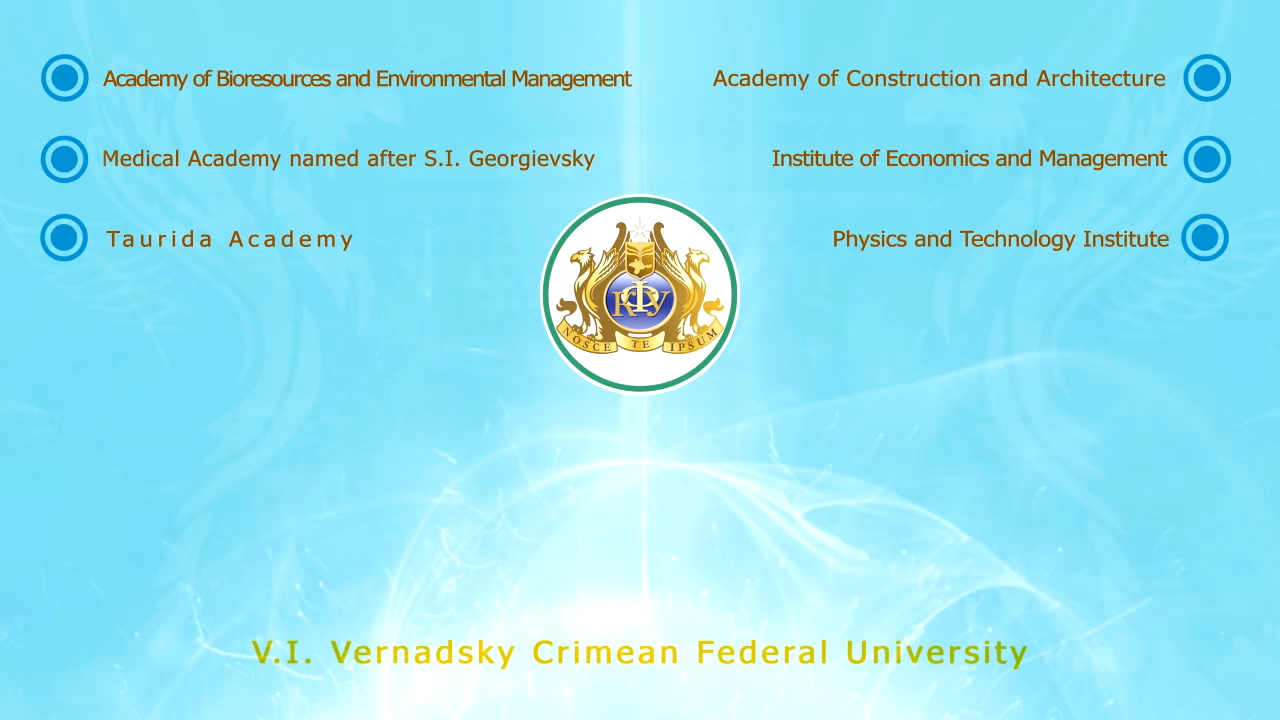 Academy of Bioresources and Environmental Management
Academy of Construction and Architecture
Medical Academy named after S.I. Georgievsky
Institute of Economics and Management
Taurida Academy
Physics and Technology Institute
КФУ
NOSCE TE IPSUM
V.I. Vernadsky Crimean Federal University